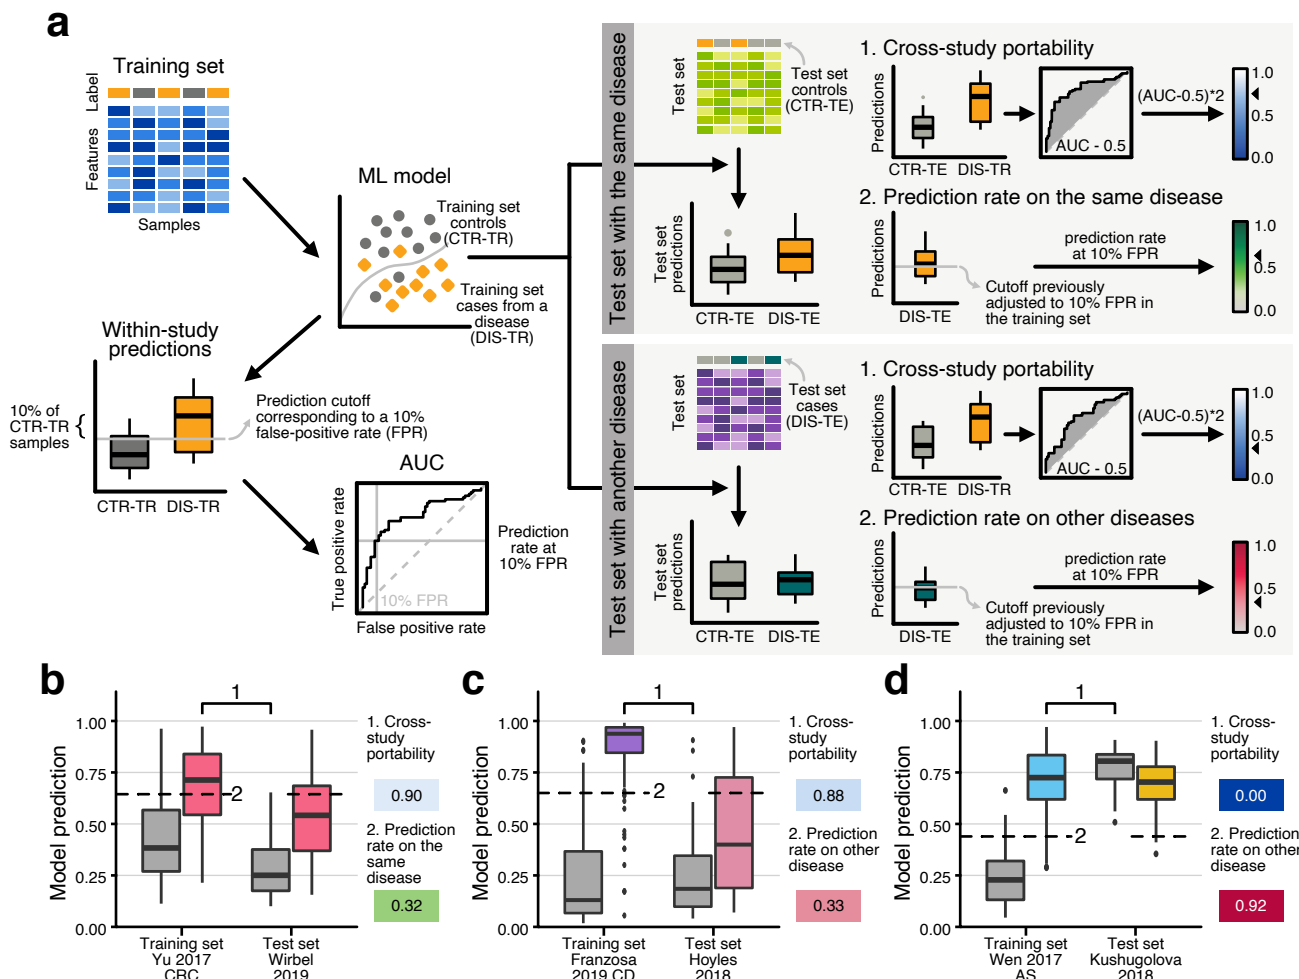 a
Training set
Label
Features
Samples
ML model
Training set
controls
(CTR-TR)
Training set
cases from a
disease
(DIS-TR)
Within-study
predictions
10% of
CTR-TR
samples
{
CTR-TR
DIS-TR
Prediction cutoff
corresponding to a 10%
false-positive rate (FPR)
AUC
True positive rate
10% FPR
False positive rate
Prediction
rate at
10% FPR
Test set with the same disease
Test set
Test set
controls
(CTR-TE)
Test set
predictions
CTR-TE
DIS-TE
1. Cross-study portability
Predictions
CTR-TE
DIS-TR
AUC - 0.5
(AUC-0.5)*2
1.0
0.5
0.0
2. Prediction rate on the same disease
Predictions
DIS-TE
prediction rate
at 10% FPR
Cutoff previously
adjusted to 10% FPR in
the training set
1.0
0.5
0.0
Test set with another disease
Test set
Test set
cases
(DIS-TE)
Test set
predictions
CTR-TE
DIS-TE
1. Cross-study portability
Predictions
CTR-TE
DIS-TR
AUC - 0.5
(AUC-0.5)*2
1.0
0.5
0.0
2. Prediction rate on other diseases
Predictions
DIS-TE
prediction rate
at 10% FPR
Cutoff previously
adjusted to 10% FPR in
the training set
1.0
0.5
0.0
b
Model prediction
1.00
0.75
0.50
0.25
0.00
1
2
Training set
Yu 2017
CRC
Test set
Wirbel
2019
1. Cross-
study
portability
0.90
2. Prediction
rate on the
same
disease
0.32
c
Model prediction
1.00
0.75
0.50
0.25
0.00
1
2
Training set
Franzosa
2019 CD
Test set
Hoyles
2018
1. Cross-
study
portability
0.88
2. Prediction
rate on other
disease
0.33
d
Model prediction
1.00
0.75
0.50
0.25
0.00
1
2
Training set
Wen 2017
AS
Test set
Kushugolova
2018
1. Cross-
study
portability
0.00
2. Prediction
rate on other
disease
0.92